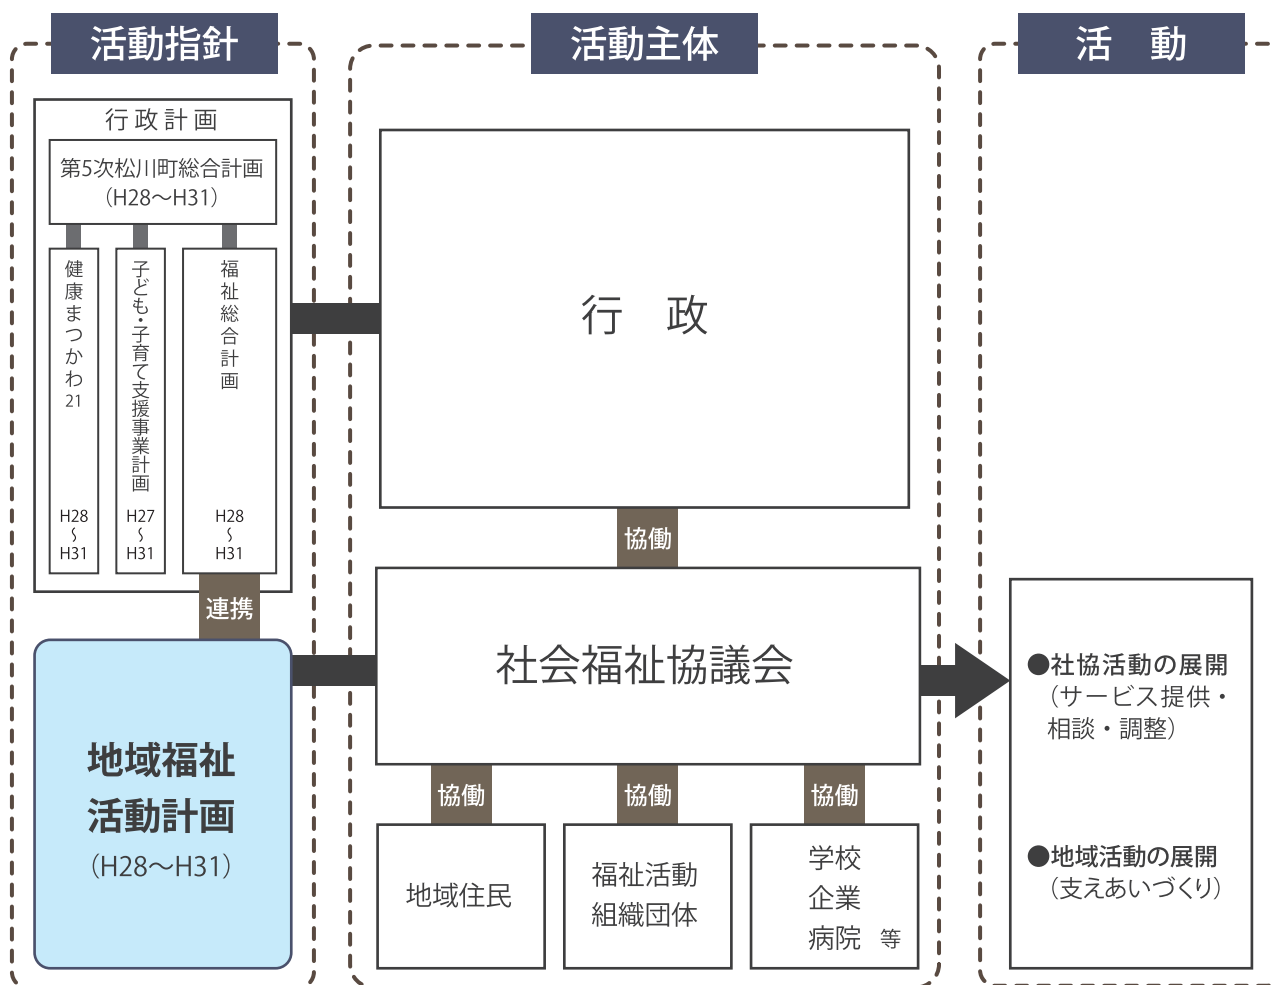 活動指針
行政計画
第5次松川町総合計画
（H28～H31）
健康まつかわ21
H28
～
H31
子ども・子育て支援事業計画
H27
～
H31
福祉総合計画
H28
～
H31
連携
地域福祉
活動計画
（H28～H31）
活動主体
行　政
協働
社会福祉協議会
協働
協働
協働
地域住民
福祉活動
組織団体
学校
企業
病院　等
活　動
●社協活動の展開
（サービス提供・
相談・調整）
●地域活動の展開
（支えあいづくり）